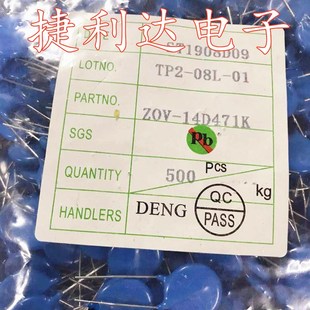 捷利达电子
1908D09
LOTNO. TP2-08L-01
PARTNO. ZOV-14D471K
SGS Pb
QUANTITY 500 Pcs kg
HANDLERS DENG QC PASS